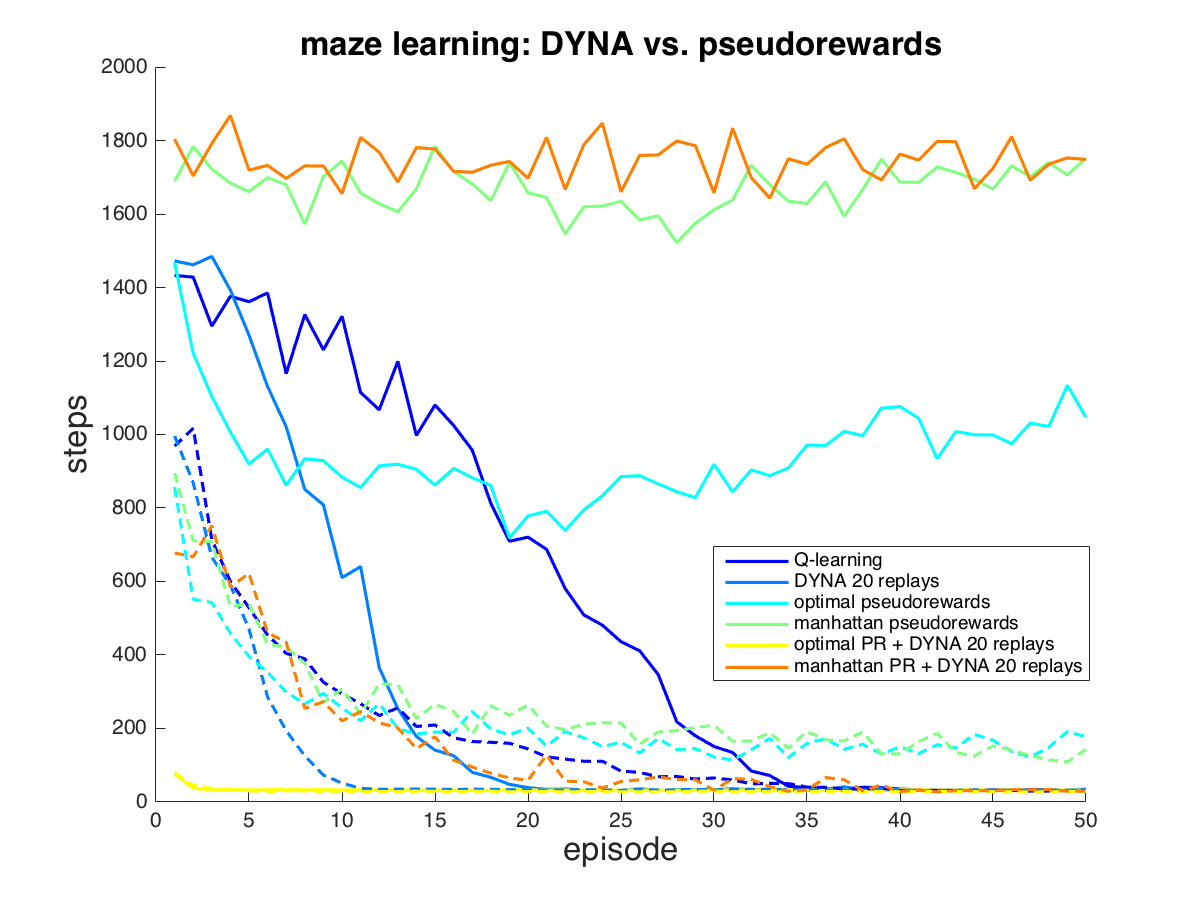 maze learning: DYNA vs. pseudorewards
2000
1800
1600
1400
1200
1000
800
600
400
200
0
steps
Q-learning
DYNA 20 replays
optimal pseudorewards
manhattan pseudorewards
optimal PR + DYNA 20 replays
manhattan PR + DYNA 20 replays
0 5 10 15 20 25 30 35 40 45 50
episode